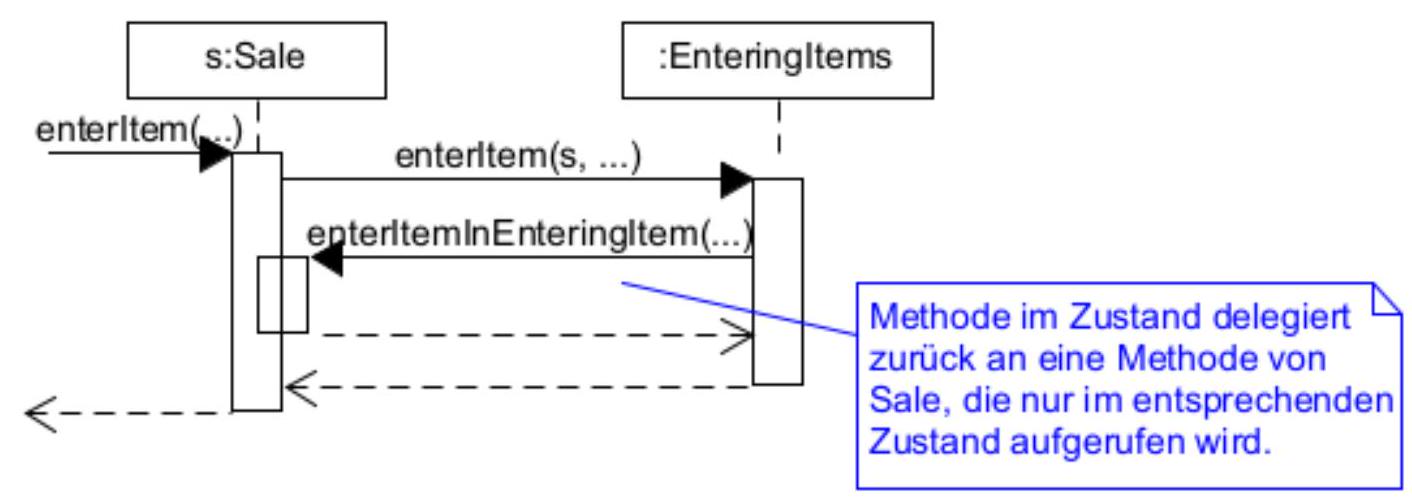 s:Sale
:EnteringItems
enterItem(...)
enterItem(s, ...)
enterItemInEnteringItem(...)
Methode im Zustand delegiert
zurück an eine Methode von
Sale, die nur im entsprechenden
Zustand aufgerufen wird.